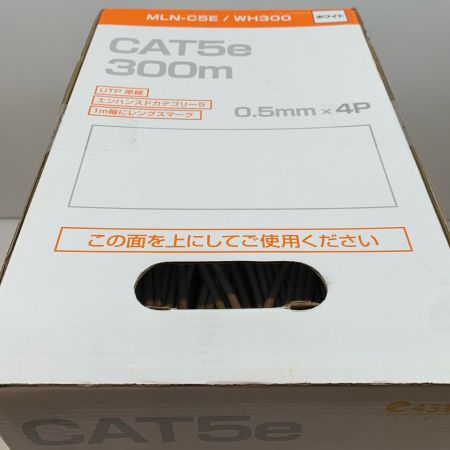 MLN-C5E / WH300 ホワイト
CAT5e
300m
UTP 単線
エンハンスドカテゴリー5
1m毎にレングスマーク
0.5mm × 4P
この面を上にしてご使用ください
CAT5e
e431